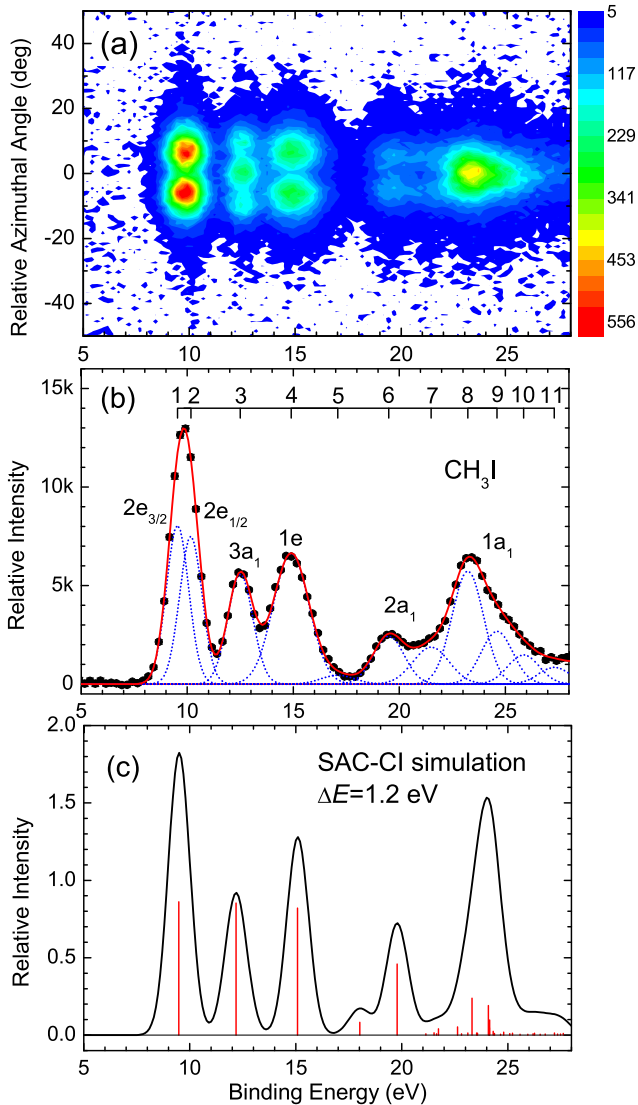 (a)
Relative Azimuthal Angle (deg)
40
20
0
-20
-40
5
10
15
20
25
5
117
229
341
453
556
(b)
Relative Intensity
15k
10k
5k
0
1 2 3 4 5 6 7 8 9 10 11
CH₃I
2e₃/₂
2e₁/₂
3a₁
1e
2a₁
1a₁
5
10
15
20
25
(c)
Relative Intensity
2.0
1.5
1.0
0.5
0.0
SAC-CI simulation
ΔE=1.2 eV
5
10
15
20
25
Binding Energy (eV)